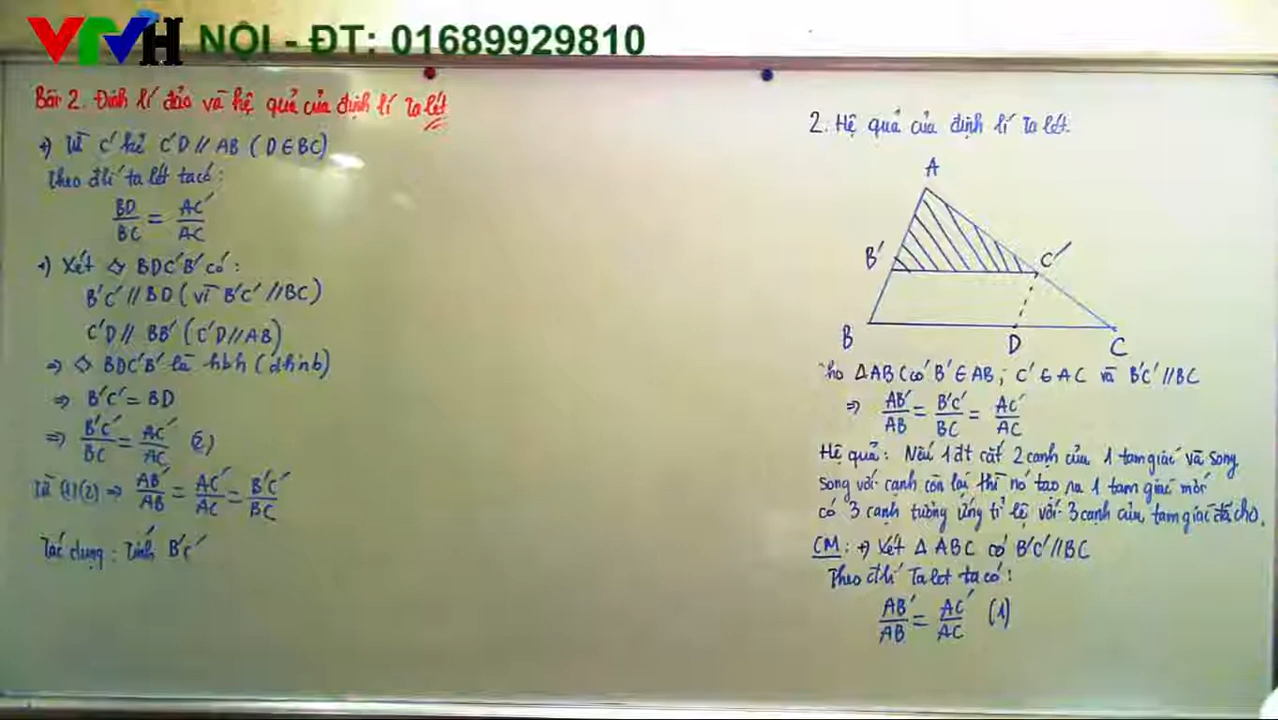 VTVH NỘI - ĐT: 01689929810
Bài 2. Định lí đảo và hệ quả của định lí Ta lét
+) Từ C' kẻ C'D // AB ( D ∈ BC)
Theo đlí ta lét ta có:
BD/BC = AC'/AC
+) Xét ◇ BDC'B' có:
B'C' // BD ( vì B'C' // BC)
C'D // BB' ( C'D // AB)
=> ◇ BDC'B' là hbh (dhnb)
=> B'C' = BD
=> B'C'/BC = AC'/AC (2)
Từ (1)(2) => AB'/AB = AC'/AC = B'C'/BC
Tác dụng : Tính B'C'
2. Hệ quả của định lí Ta lét.
A
B' C'
B D C
ho ΔABC có B' ∈ AB ; C' ∈ AC và B'C' // BC
=> AB'/AB = B'C'/BC = AC'/AC
Hệ quả : Nếu 1 đt cắt 2 cạnh của 1 tam giác và song
song với cạnh còn lại thì nó tạo ra 1 tam giác mới
có 3 cạnh tương ứng tỉ lệ với 3 cạnh của tam giác đã cho.
CM : +) Xét Δ ABC có B'C' // BC
Theo đlí Ta let ta có :
AB'/AB = AC'/AC (1)